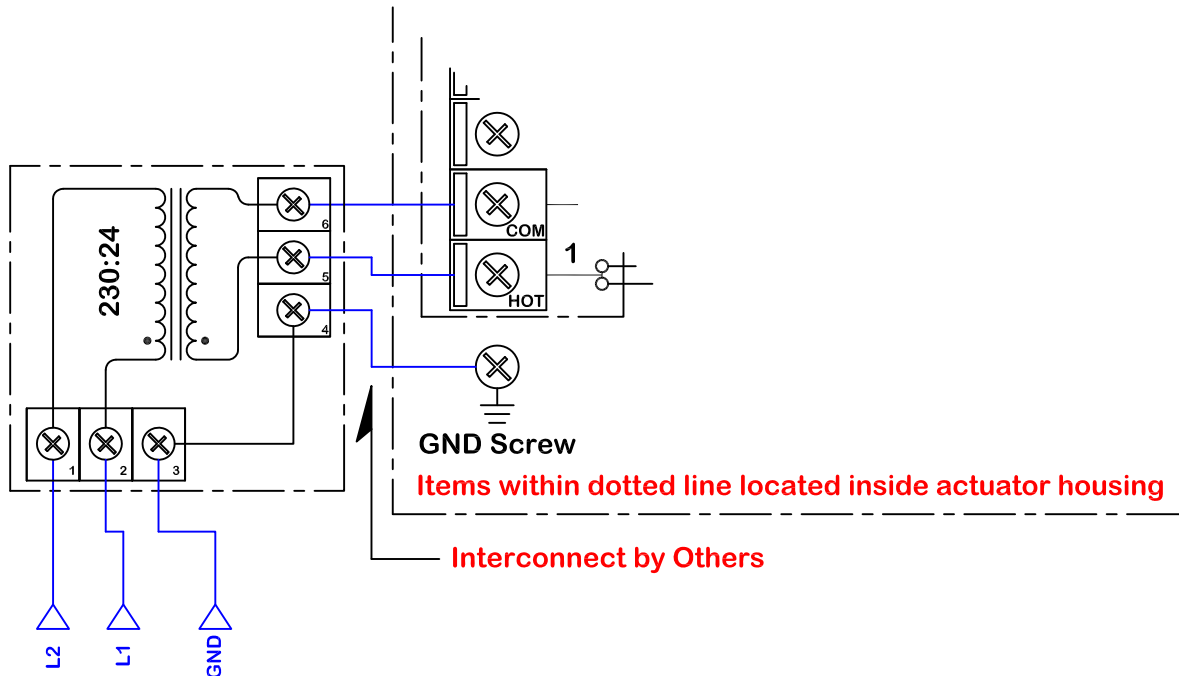 COM
1
HOT
230:24
6
5
4
1
2
3
GND Screw
Items within dotted line located inside actuator housing
Interconnect by Others
L2
L1
GND